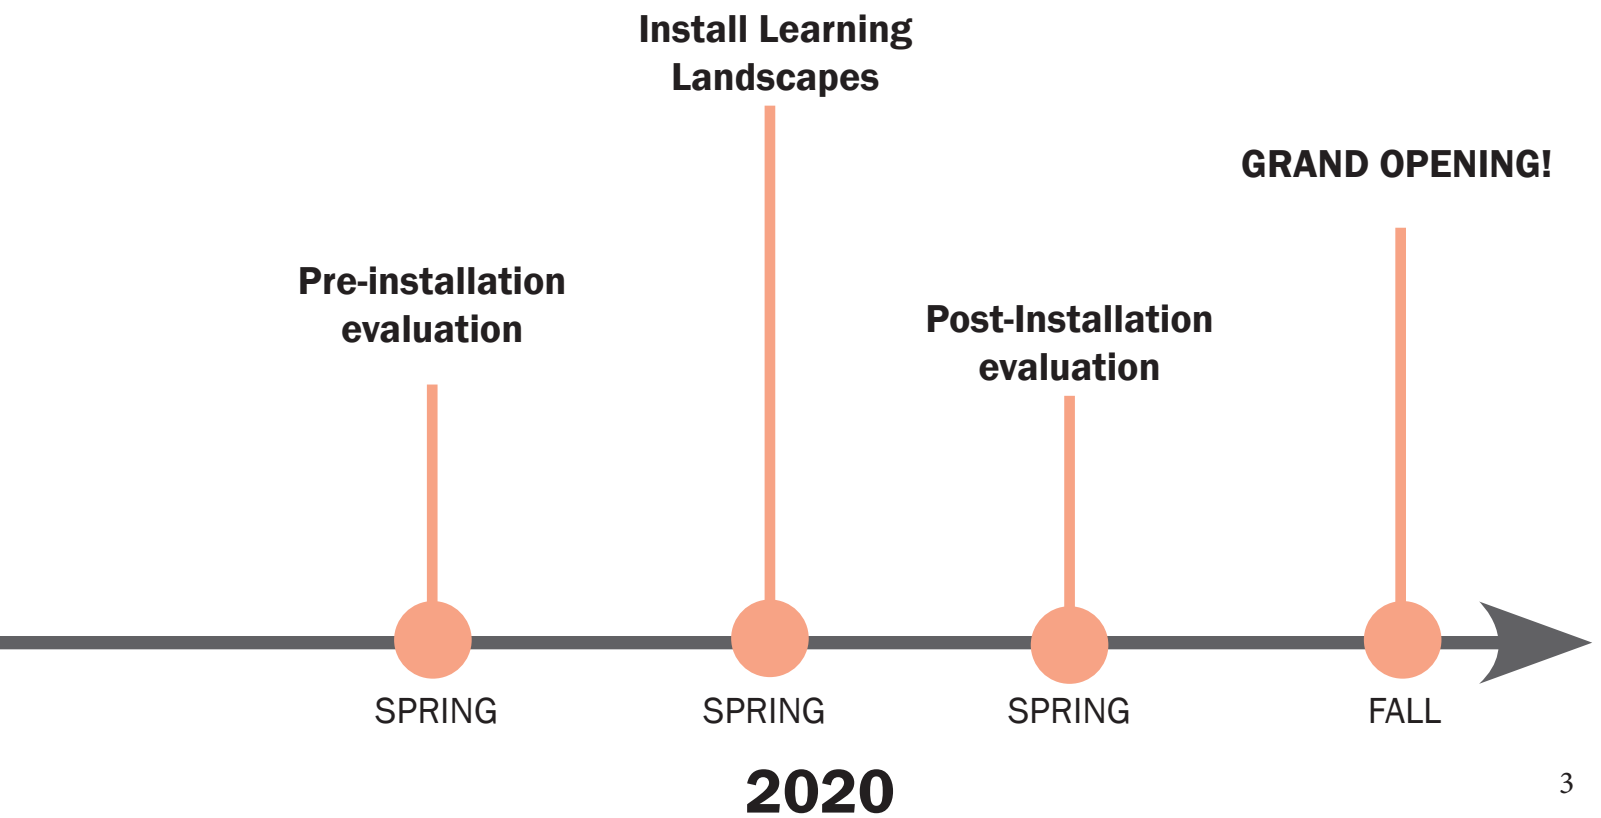 Install Learning
Landscapes
GRAND OPENING!
Pre-installation
evaluation
Post-Installation
evaluation
SPRING
SPRING
SPRING
FALL
2020
3